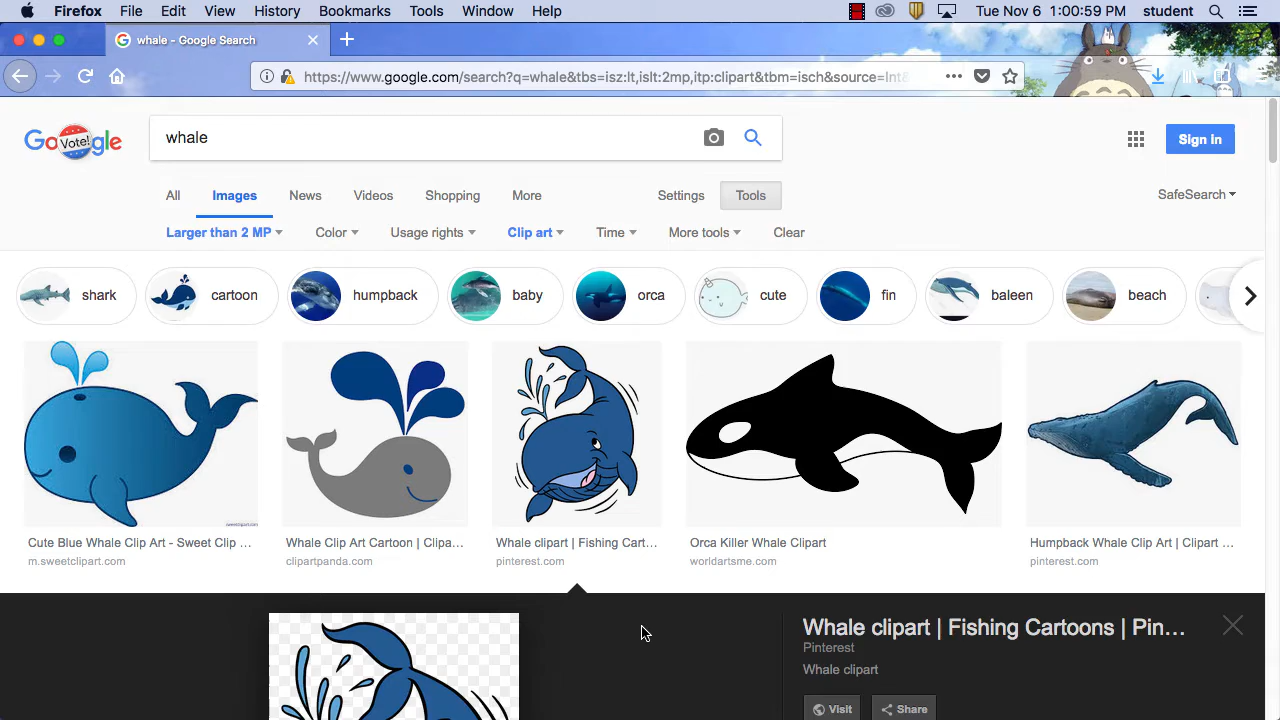 Firefox File Edit View History Bookmarks Tools Window Help Tue Nov 6 1:00:59 PM student
whale - Google Search
https://www.google.com/search?q=whale&tbs=isz:lt,islt:2mp,itp:clipart&tbm=isch&source=lnt&
Google Vote!
whale
Sign in
All Images News Videos Shopping More Settings Tools SafeSearch
Larger than 2 MP Color Usage rights Clip art Time More tools Clear
shark cartoon humpback baby orca cute fin baleen beach
Cute Blue Whale Clip Art - Sweet Clip ... Whale Clip Art Cartoon | Clipa... Whale clipart | Fishing Cart... Orca Killer Whale Clipart Humpback Whale Clip Art | Clipart ...
m.sweetclipart.com clipartpanda.com pinterest.com worldartsme.com pinterest.com
Whale clipart | Fishing Cartoons | Pin...
Pinterest
Whale clipart
Visit Share